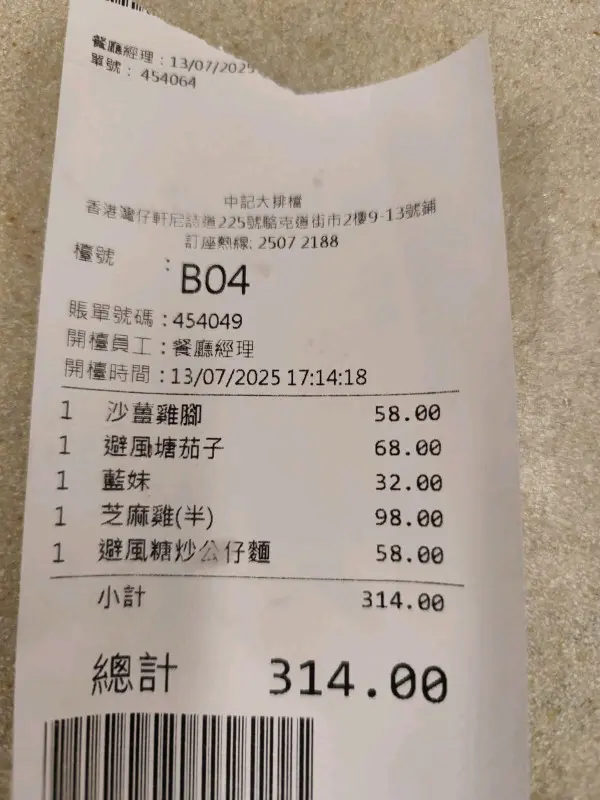 餐廳經理：13/07/2025
單號：454064
中記大排檔
香港灣仔軒尼詩道225號駱克道街市2樓9-13號鋪
訂座熱線: 2507 2188
檯號 : B04
賬單號碼：454049
開檯員工：餐廳經理
開檯時間：13/07/2025 17:14:18
1 沙薑雞腳 58.00
1 避風塘茄子 68.00
1 藍妹 32.00
1 芝麻雞(半) 98.00
1 避風糖炒公仔麵 58.00
小計 314.00
總計 314.00